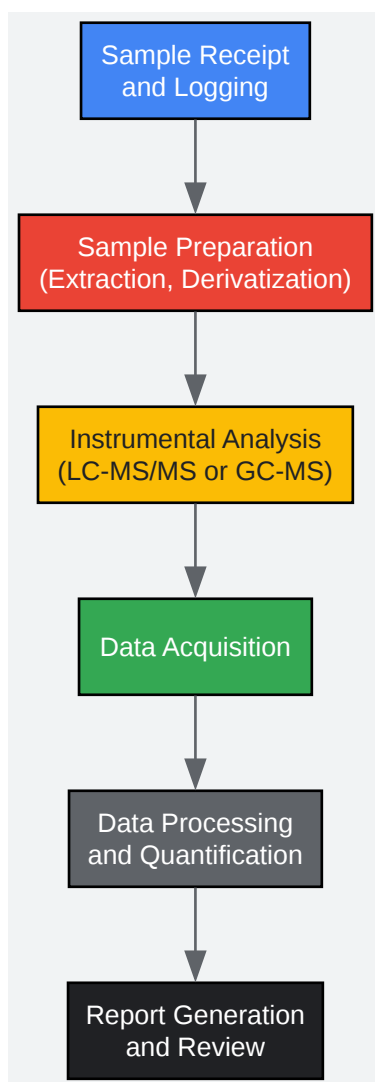 Sample Receipt
and Logging
Sample Preparation
(Extraction, Derivatization)
Instrumental Analysis
(LC-MS/MS or GC-MS)
Data Acquisition
Data Processing
and Quantification
Report Generation
and Review